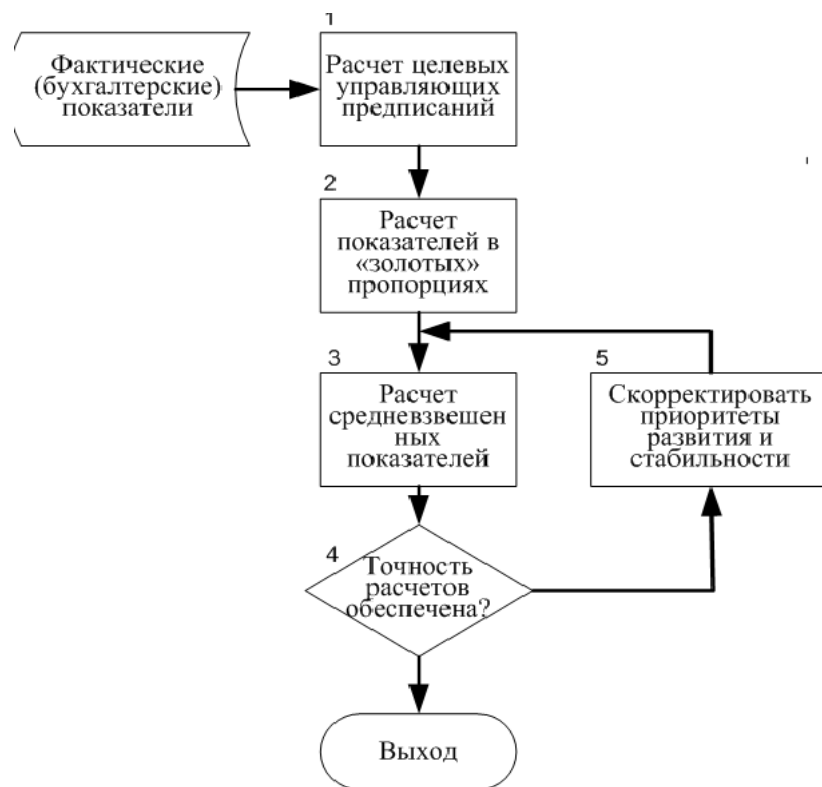 1
Фактические
(бухгалтерские)
показатели
Расчет целевых
управляющих
предписаний
2
Расчет
показателей в
«золотых»
пропорциях
3
Расчет
средневзвешен
ных
показателей
5
Скорректировать
приоритеты
развития и
стабильности
4
Точность
расчетов
обеспечена?
Выход